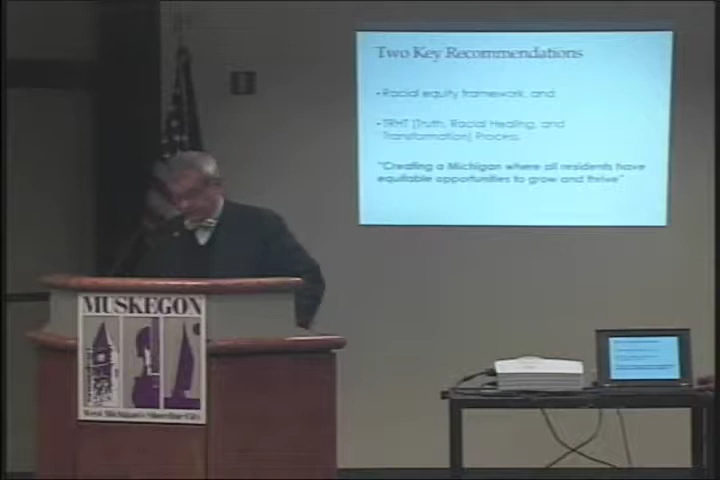 Two Key Recommendations
• Racial equity framework, and
• TRHT (Truth, Racial Healing, and
Transformation) Process.
"Creating a Michigan where all residents have
equitable opportunities to grow and thrive"
MUSKEGON
West Michigan's Shoreline City